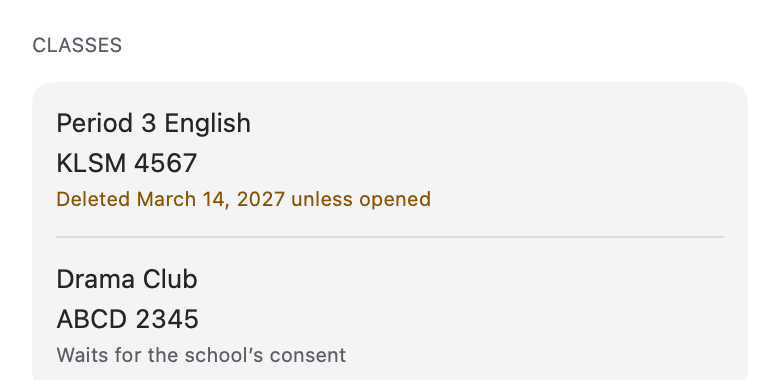 CLASSES
Period 3 English
KLSM 4567
Deleted March 14, 2027 unless opened
Drama Club
ABCD 2345
Waits for the school’s consent